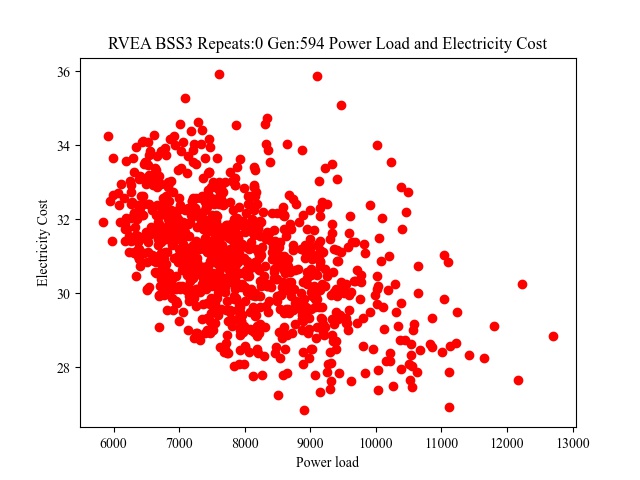 RVEA BSS3 Repeats:0 Gen:594 Power Load and Electricity Cost
36
34
32
30
28
Electricity Cost
6000 7000 8000 9000 10000 11000 12000 13000
Power load